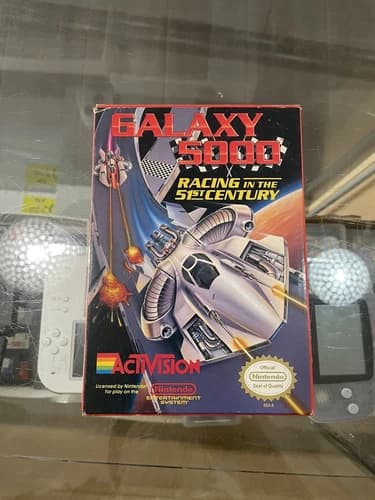 GALAXY
5000
RACING IN THE
51ST CENTURY
ACTIVISION
Licensed by Nintendo
for play on the
Nintendo
ENTERTAINMENT
SYSTEM
Official
Nintendo
Seal of Quality